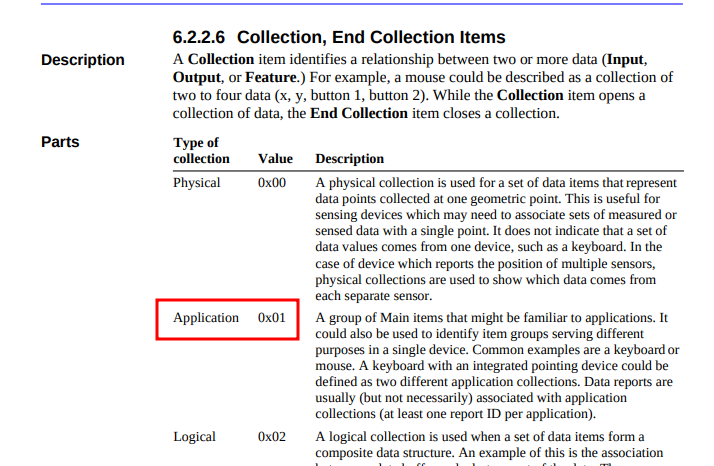 6.2.2.6 Collection, End Collection Items
Description
A Collection item identifies a relationship between two or more data (Input,
Output, or Feature.) For example, a mouse could be described as a collection of
two to four data (x, y, button 1, button 2). While the Collection item opens a
collection of data, the End Collection item closes a collection.
Parts
Type of
collection Value Description
Physical 0x00 A physical collection is used for a set of data items that represent
data points collected at one geometric point. This is useful for
sensing devices which may need to associate sets of measured or
sensed data with a single point. It does not indicate that a set of
data values comes from one device, such as a keyboard. In the
case of device which reports the position of multiple sensors,
physical collections are used to show which data comes from
each separate sensor.
Application 0x01 A group of Main items that might be familiar to applications. It
could also be used to identify item groups serving different
purposes in a single device. Common examples are a keyboard or
mouse. A keyboard with an integrated pointing device could be
defined as two different application collections. Data reports are
usually (but not necessarily) associated with application
collections (at least one report ID per application).
Logical 0x02 A logical collection is used when a set of data items form a
composite data structure. An example of this is the association